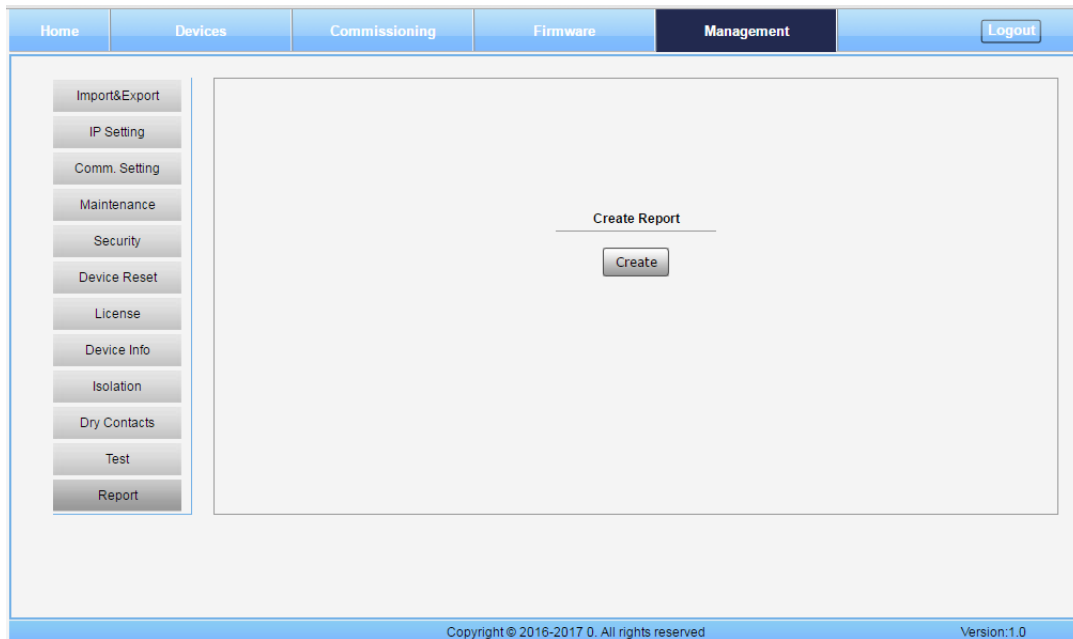 Home Devices Commissioning Firmware Management Logout
Import&Export
IP Setting
Comm. Setting
Maintenance
Security
Device Reset
License
Device Info
Isolation
Dry Contacts
Test
Report
Create Report
Create
Copyright © 2016-2017 0. All rights reserved Version:1.0